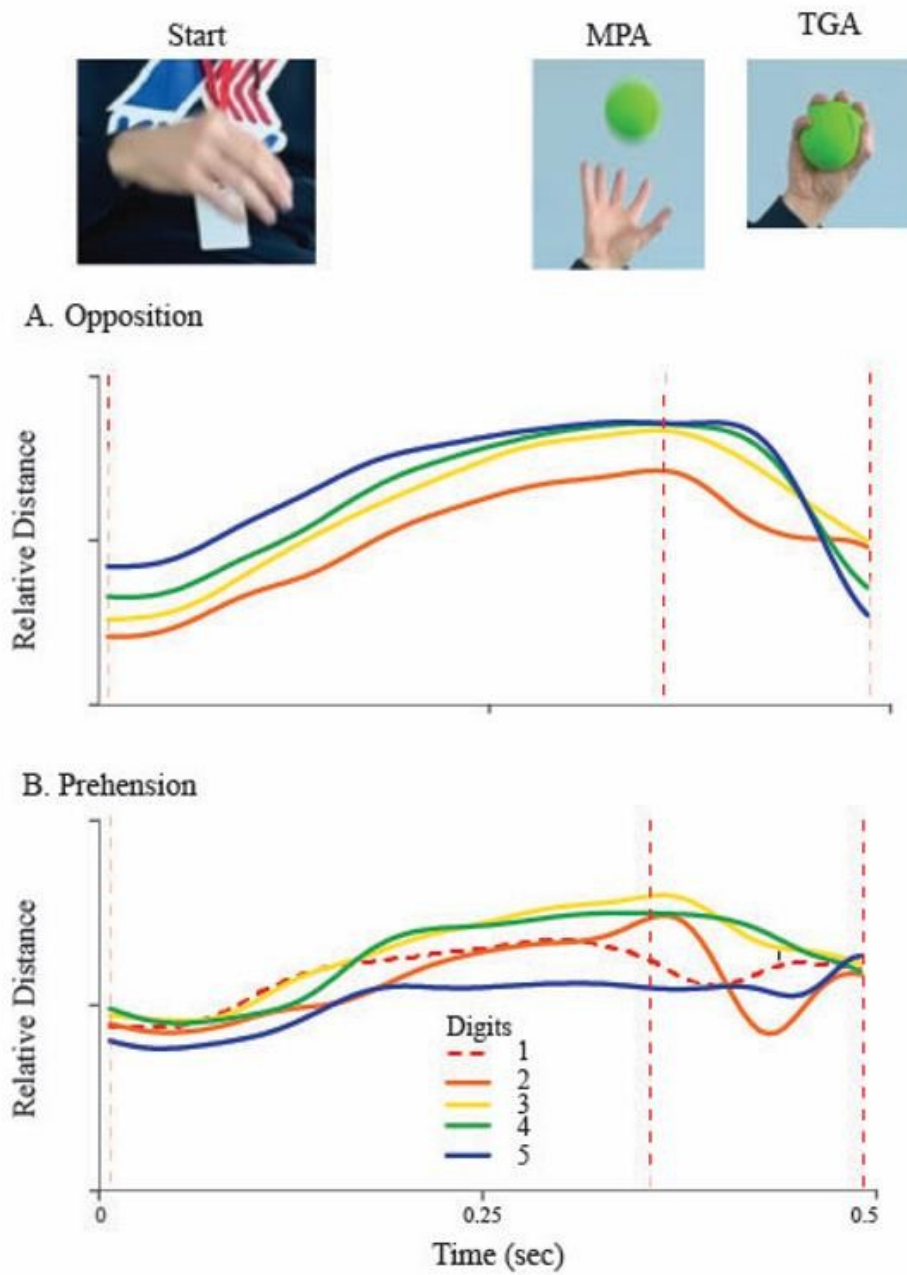 Start
MPA
TGA
A. Opposition
Relative Distance
B. Prehension
Relative Distance
Digits
1
2
3
4
5
0
0.25
0.5
Time (sec)